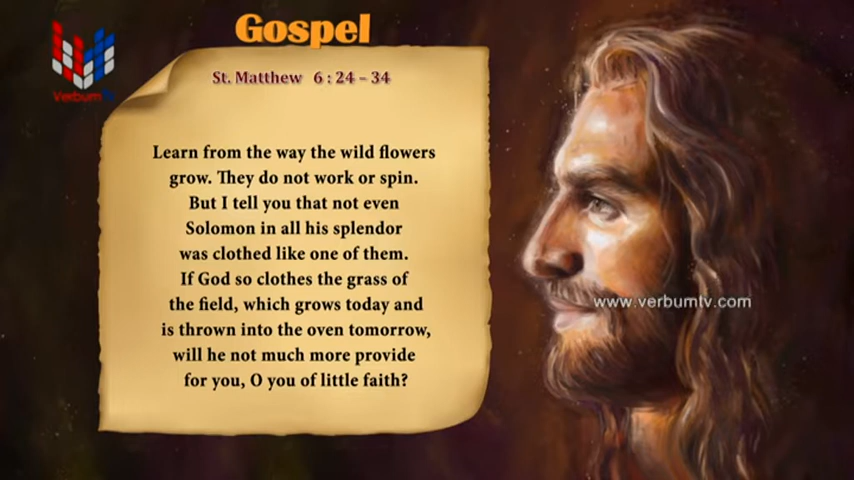 Gospel
VerbumTv
St. Matthew 6 : 24 – 34
Learn from the way the wild flowers
grow. They do not work or spin.
But I tell you that not even
Solomon in all his splendor
was clothed like one of them.
If God so clothes the grass of
the field, which grows today and
is thrown into the oven tomorrow,
will he not much more provide
for you, O you of little faith?
www.verbumtv.com